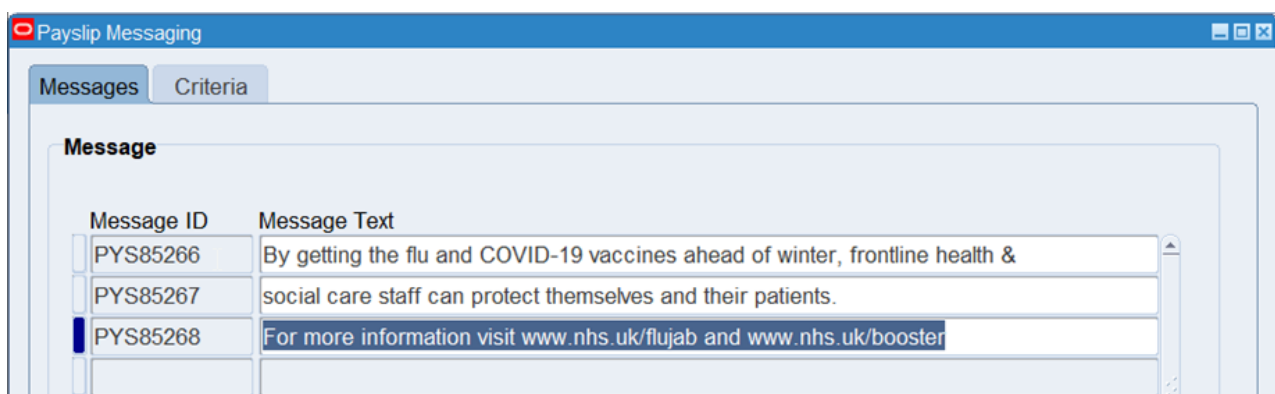 Payslip Messaging
Messages Criteria
Message
Message ID Message Text
PYS85266 By getting the flu and COVID-19 vaccines ahead of winter, frontline health &
PYS85267 social care staff can protect themselves and their patients.
PYS85268 For more information visit www.nhs.uk/flujab and www.nhs.uk/booster